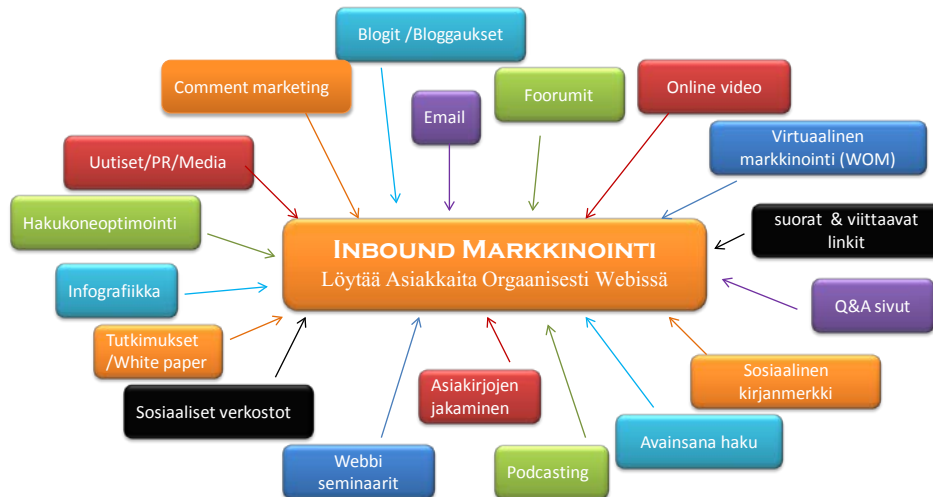 Blogit /Bloggaukset
Comment marketing
Email
Foorumit
Online video
Virtuaalinen
markkinointi (WOM)
Uutiset/PR/Media
Hakukoneoptimointi
suorat & viittaavat
linkit
INBOUND MARKKINOINTI
Löytää Asiakkaita Orgaanisesti Webissä
Infografiikka
Q&A sivut
Tutkimukset
/White paper
Sosiaalinen
kirjanmerkki
Asiakirjojen
jakaminen
Sosiaaliset verkostot
Avainsana haku
Webbi
seminaarit
Podcasting